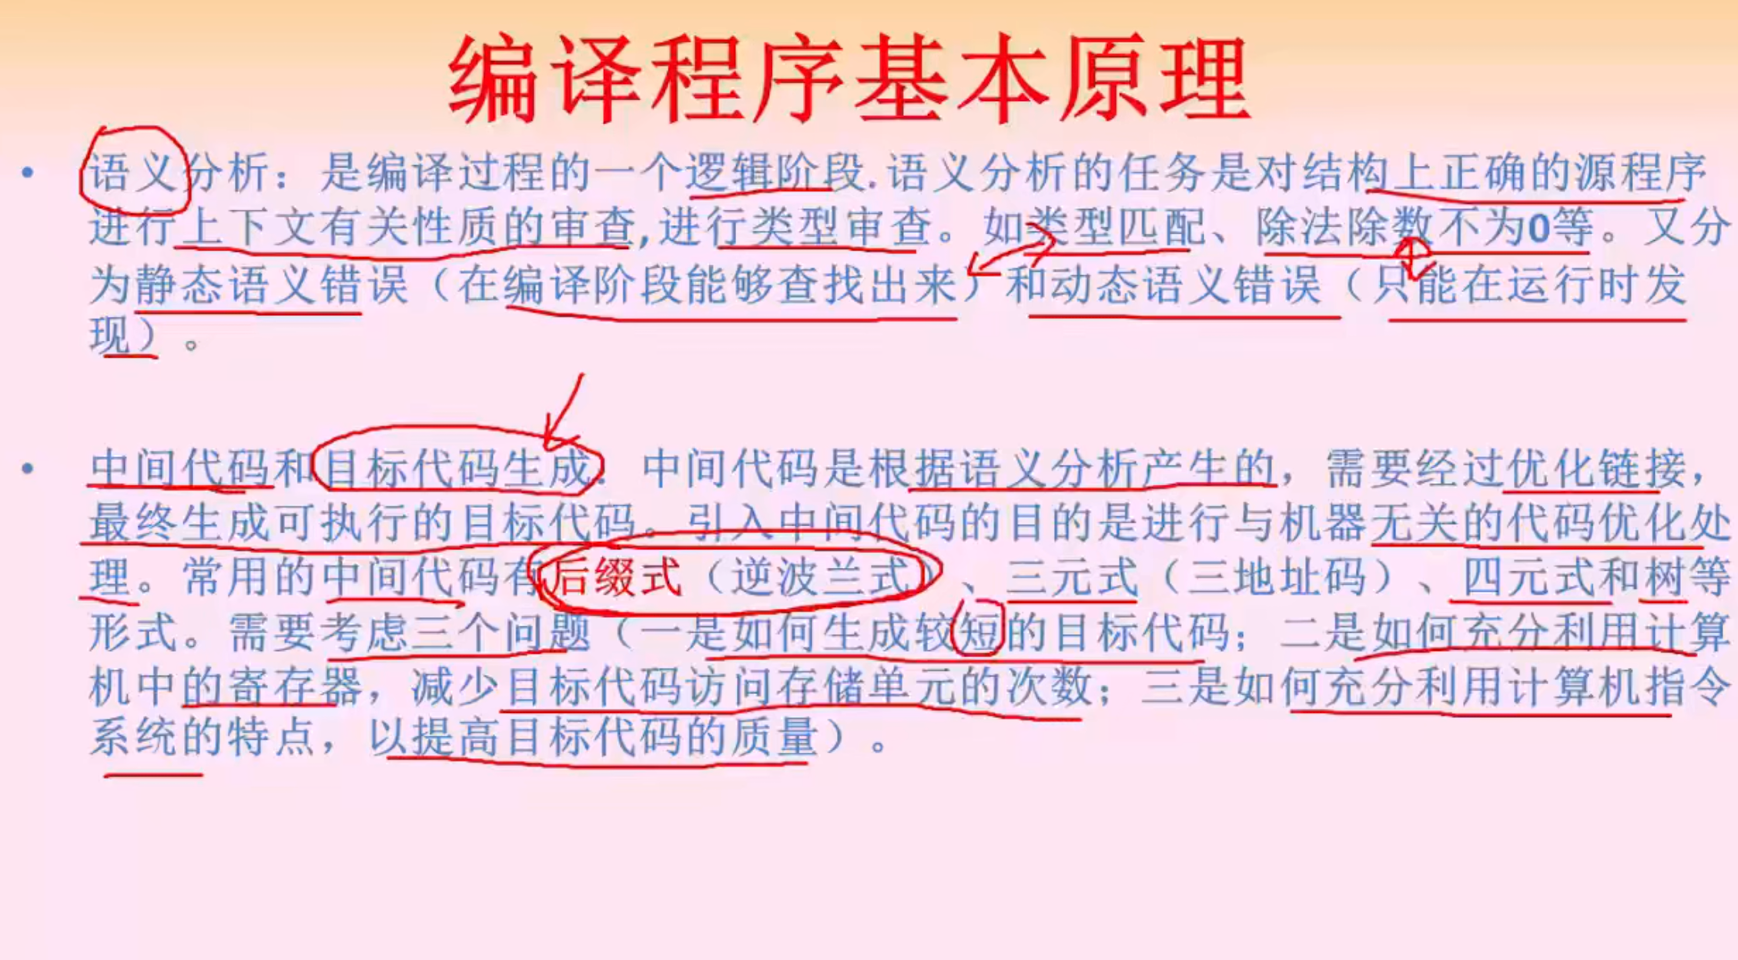 编译程序基本原理
• 语义分析：是编译过程的一个逻辑阶段.语义分析的任务是对结构上正确的源程序
进行上下文有关性质的审查,进行类型审查。如类型匹配、除法除数不为0等。又分
为静态语义错误（在编译阶段能够查找出来）和动态语义错误（只能在运行时发
现）。
• 中间代码和目标代码生成：中间代码是根据语义分析产生的，需要经过优化链接，
最终生成可执行的目标代码。引入中间代码的目的是进行与机器无关的代码优化处
理。常用的中间代码有后缀式（逆波兰式）、三元式（三地址码）、四元式和树等
形式。需要考虑三个问题（一是如何生成较短的目标代码；二是如何充分利用计算
机中的寄存器，减少目标代码访问存储单元的次数；三是如何充分利用计算机指令
系统的特点，以提高目标代码的质量）。